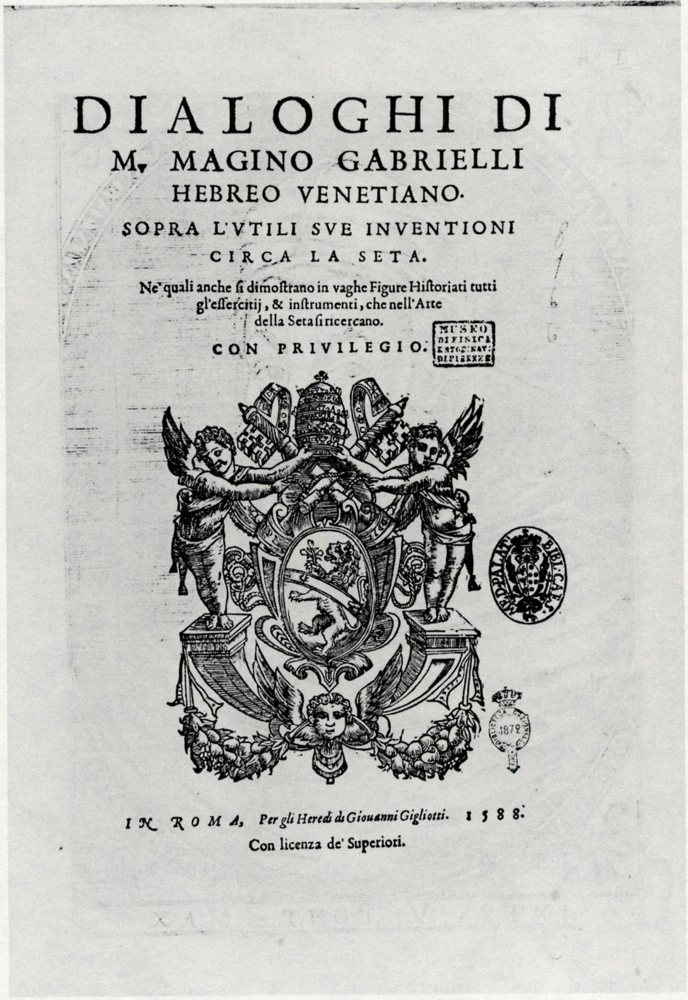 DIALOGHI DI
M. MAGINO GABRIELLI
HEBREO VENETIANO.
SOPRA L'VTILI SVE INVENTIONI
CIRCA LA SETA.
Ne' quali anche ſi dimoſtrano in vaghe Figure Hiſtoriati tutti
gl'eſſercitij, & inſtrumenti, che nell'Arte
della Seta ſi ricercano.
CON PRIVILEGIO.
MUSEO
DI FISICA
E STOR. NAT.
DI FIRENZE
MED. PALAT. BIBL. CAES.
BIBLIOTECA NAZIONALE
1872
IN ROMA, Per gli Heredi di Giouanni Gigliotti. 1588.
Con licenza de' Superiori.